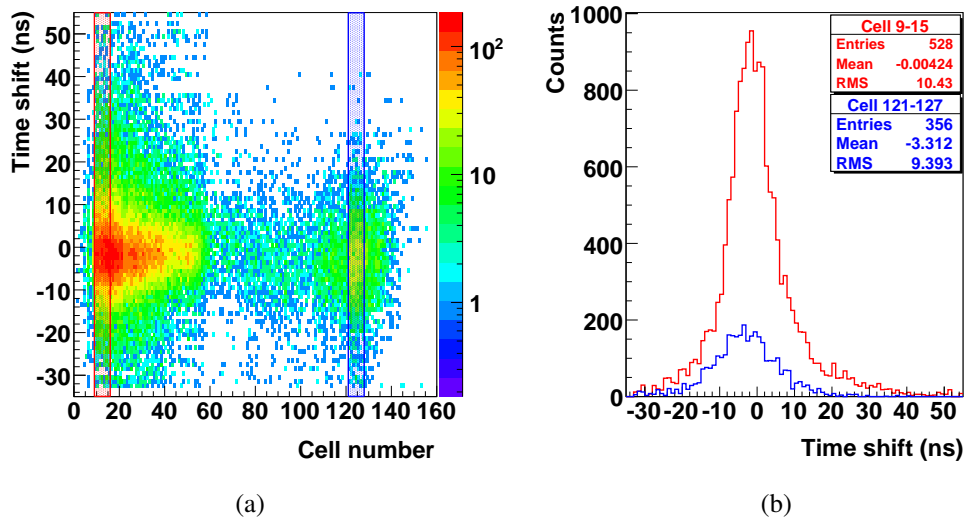 Time shift (ns)
50
40
30
20
10
0
-10
-20
-30
0 20 40 60 80 100 120 140 160
Cell number
10²
10
1
(a)
Counts
1000
800
600
400
200
0
-30 -20 -10 0 10 20 30 40 50
Time shift (ns)
Cell 9-15
Entries 528
Mean -0.00424
RMS 10.43
Cell 121-127
Entries 356
Mean -3.312
RMS 9.393
(b)